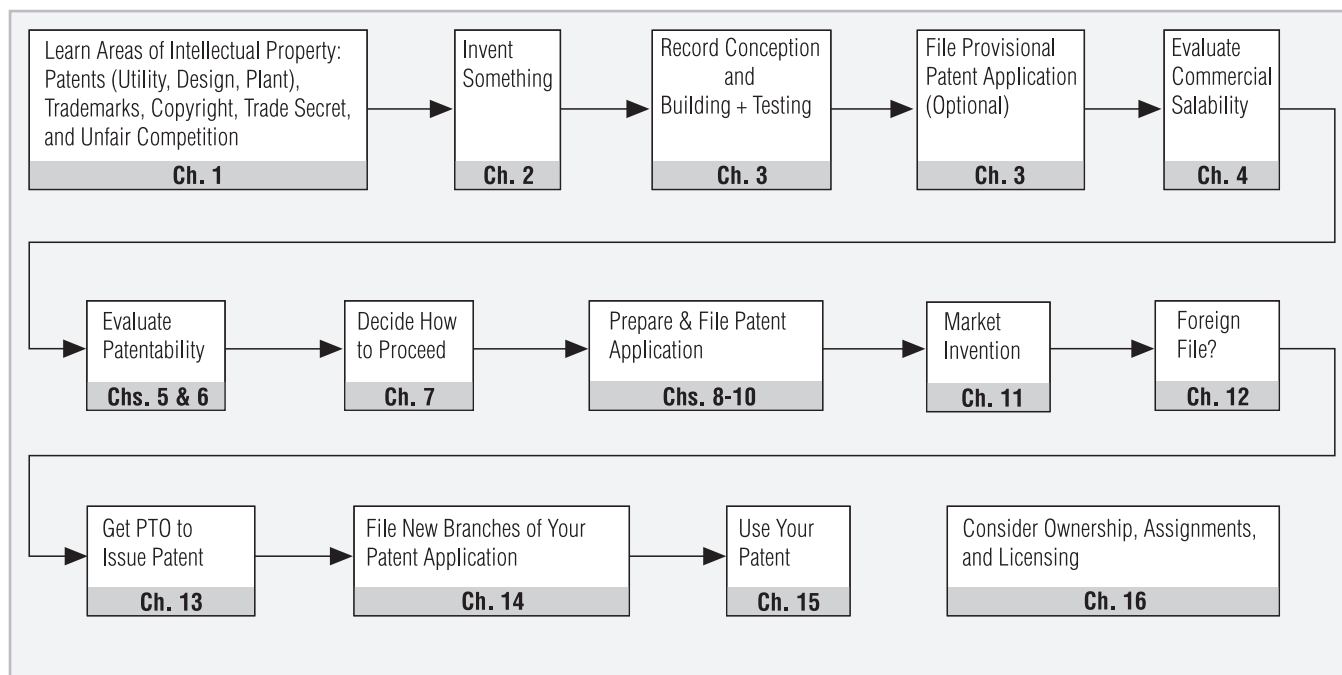 Learn Areas of Intellectual Property:
Patents (Utility, Design, Plant),
Trademarks, Copyright, Trade Secret,
and Unfair Competition
Ch. 1
Invent
Something
Ch. 2
Record Conception
and
Building + Testing
Ch. 3
File Provisional
Patent Application
(Optional)
Ch. 3
Evaluate
Commercial
Salability
Ch. 4
Evaluate
Patentability
Chs. 5 & 6
Decide How
to Proceed
Ch. 7
Prepare & File Patent
Application
Chs. 8-10
Market
Invention
Ch. 11
Foreign
File?
Ch. 12
Get PTO to
Issue Patent
Ch. 13
File New Branches of Your
Patent Application
Ch. 14
Use Your
Patent
Ch. 15
Consider Ownership, Assignments,
and Licensing
Ch. 16